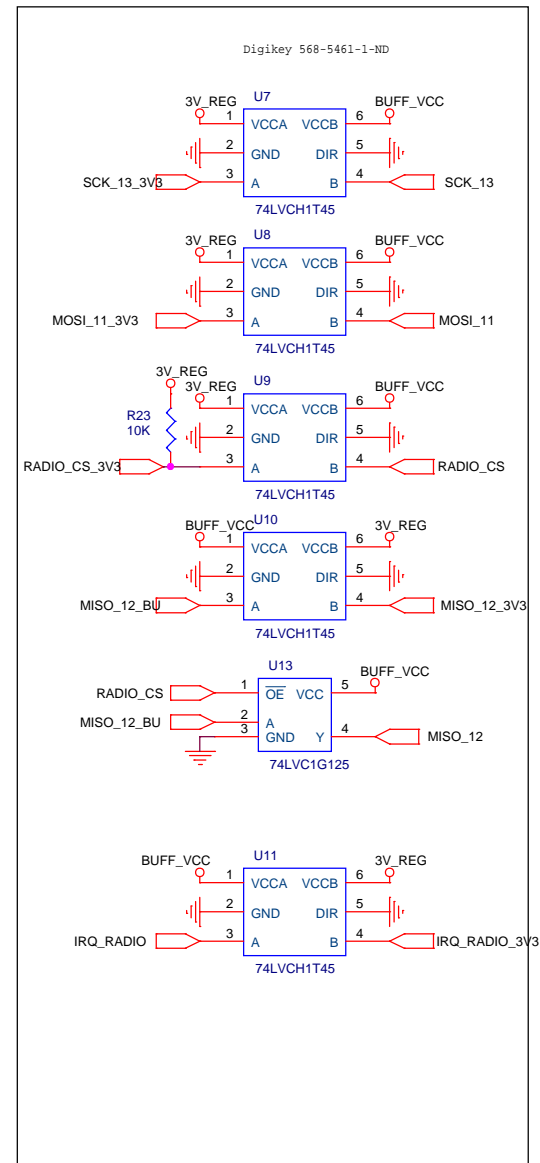 Digikey 568-5461-1-ND
U7
3V_REG BUFF_VCC
1 VCCA VCCB 6
2 GND DIR 5
SCK_13_3V3 3 A B 4 SCK_13
74LVCH1T45
U8
3V_REG BUFF_VCC
1 VCCA VCCB 6
2 GND DIR 5
MOSI_11_3V3 3 A B 4 MOSI_11
74LVCH1T45
3V_REG
U9
3V_REG BUFF_VCC
1 VCCA VCCB 6
R23
10K
2 GND DIR 5
RADIO_CS_3V3 3 A B 4 RADIO_CS
74LVCH1T45
U10
BUFF_VCC 3V_REG
1 VCCA VCCB 6
2 GND DIR 5
MISO_12_BU 3 A B 4 MISO_12_3V3
74LVCH1T45
U13
BUFF_VCC
RADIO_CS 1 OE VCC 5
MISO_12_BU 2 A
3 GND Y 4 MISO_12
74LVC1G125
U11
BUFF_VCC 3V_REG
1 VCCA VCCB 6
2 GND DIR 5
IRQ_RADIO 3 A B 4 IRQ_RADIO_3V3
74LVCH1T45